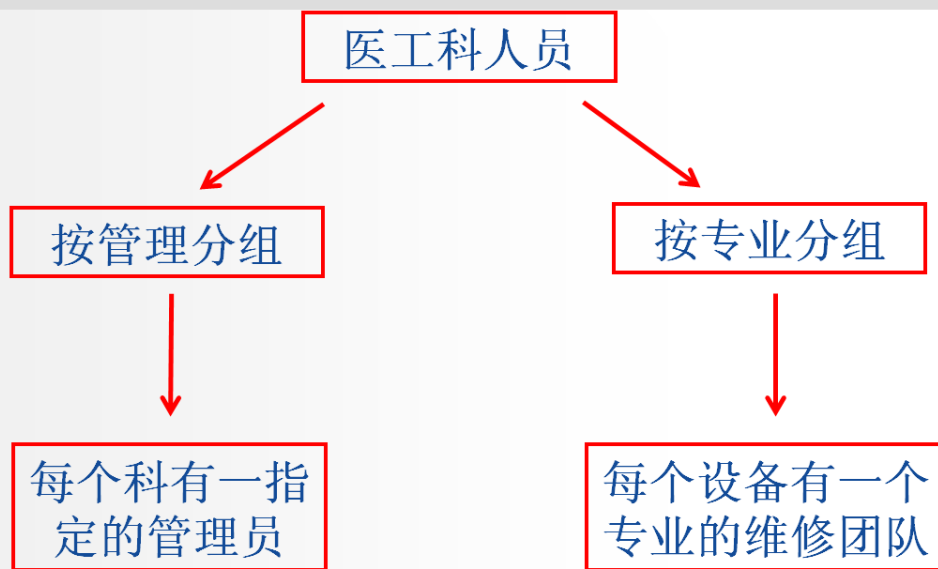 医工科人员
按管理分组
按专业分组
每个科有一指
定的管理员
每个设备有一个
专业的维修团队